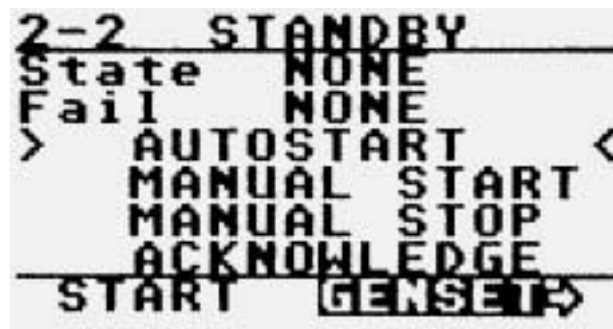 2-2 STANDBY
State NONE
Fail NONE
> AUTOSTART <
MANUAL START
MANUAL STOP
ACKNOWLEDGE
START GENSET